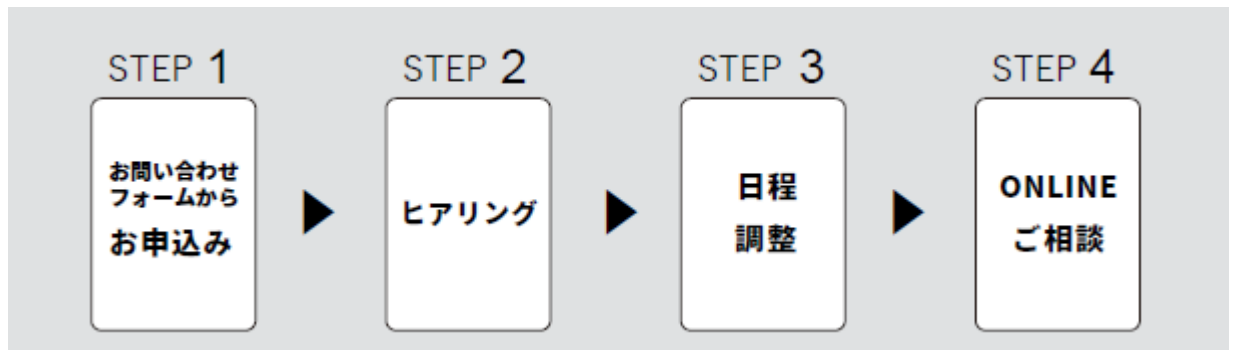 STEP 1
お問い合わせ
フォームから
お申込み
STEP 2
ヒアリング
STEP 3
日程
調整
STEP 4
ONLINE
ご相談